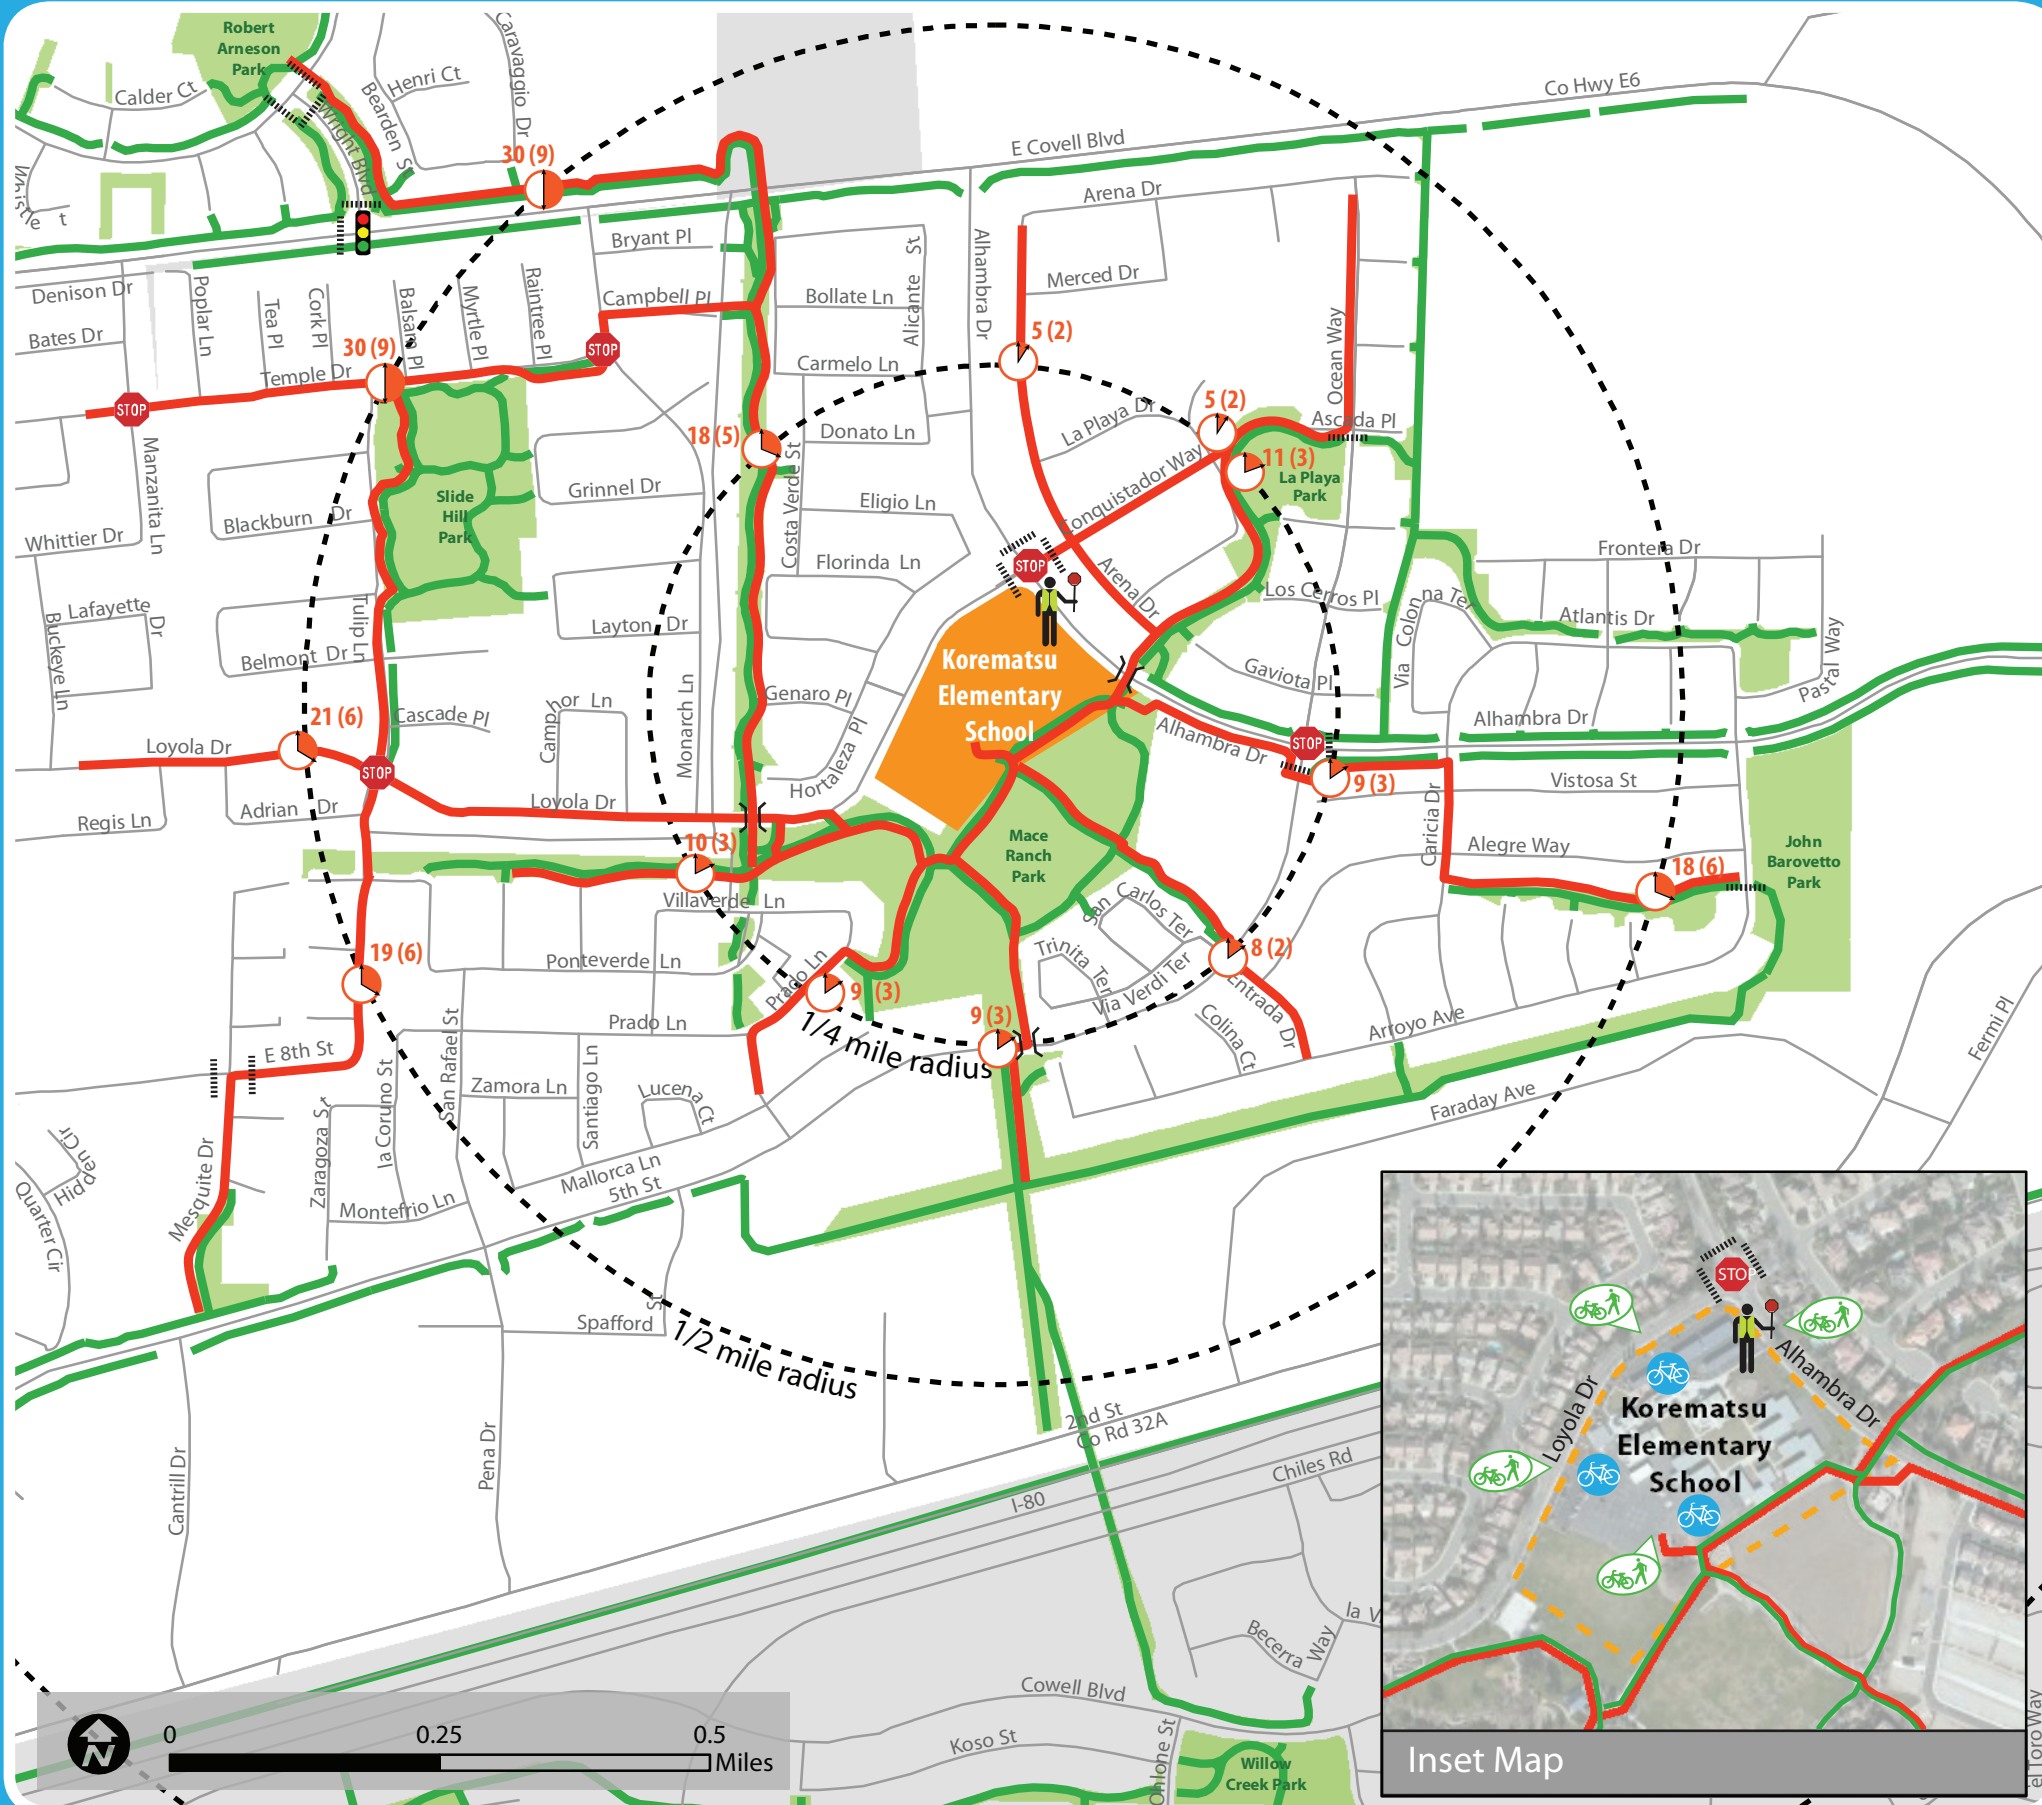 Robert
Arneson
Park
Calder Ct
Henri Ct
Bearden St
Caravaggio Dr
Wright Blvd
30 (9)
Co Hwy E6
E Covell Blvd
Arena Dr
Bryant Pl
Alicante St
Alhambra Dr
Merced Dr
Denison Dr
Poplar Ln
Tea Pl
Cork Pl
Balsam Pl
Myrtle Pl
Raintree Pl
Campbell Pl
Bollate Ln
Bates Dr
30 (9)
STOP
5 (2)
Ocean Way
Temple Dr
Carmelo Ln
STOP
La Playa Dr
5 (2)
Ascada Pl
18 (5)
Donato Ln
Manzanita Ln
11 (3)
La Playa
Park
Conquistador Way
Slide
Hill
Park
Grinnel Dr
Costa Verde St
Eligio Ln
Blackburn Dr
Whittier Dr
Florinda Ln
STOP
Arena Dr
Frontera Dr
Los Cerros Pl
Via Colonna Ter
Atlantis Dr
Lafayette Dr
Buckeye Ln
Tulip Ln
Layton Dr
Belmont Dr
Korematsu
Elementary
School
Gaviota Pl
Pastal Way
Genaro Pl
Monarch Ln
Camphor Ln
Cascade Pl
21 (6)
Loyola Dr
STOP
Hortaleza Pl
Alhambra Dr
STOP
Alhambra Dr
9 (3)
Vistosa St
Adrian Dr
Regis Ln
Loyola Dr
Caricia Dr
10 (3)
Mace
Ranch
Park
Alegre Way
John
Barovetto
Park
18 (6)
Villaverde Ln
San Carlos Ter
Trinita Ter
Via Verdi Ter
8 (2)
Entrada Dr
19 (6)
Ponteverde Ln
Prado Ln
9 (3)
9 (3)
1/4 mile radius
Prado Ln
Colina Ct
Arroyo Ave
Fermi Pl
E 8th St
la Coruno St
San Rafael St
Zamora Ln
Santiago Ln
Lucena Ct
Faraday Ave
Zaragoza St
Hidden Cir
Mesquite Dr
Quarter Cir
Montefrio Ln
Mallorca Ln
5th St
Spafford St
1/2 mile radius
Cantrill Dr
Pena Dr
2nd St
Co Rd 32A
Chiles Rd
I-80
Becerra Way
la V
Cowell Blvd
Koso St
Ohlone St
Willow
Creek Park
el Toro Way
STOP
Loyola Dr
Alhambra Dr
Korematsu
Elementary
School
Inset Map
N
0 0.25 0.5
Miles